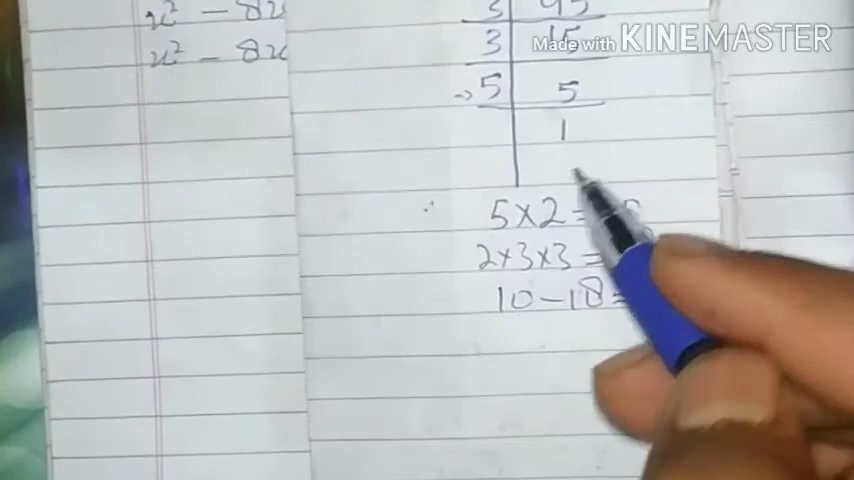 x² - 8x
x² - 8x
3 | 45
3 | 15
→ 5 | 5
1
∴ 5×2 =
2×3×3 =
10-18=
Made with KINEMASTER